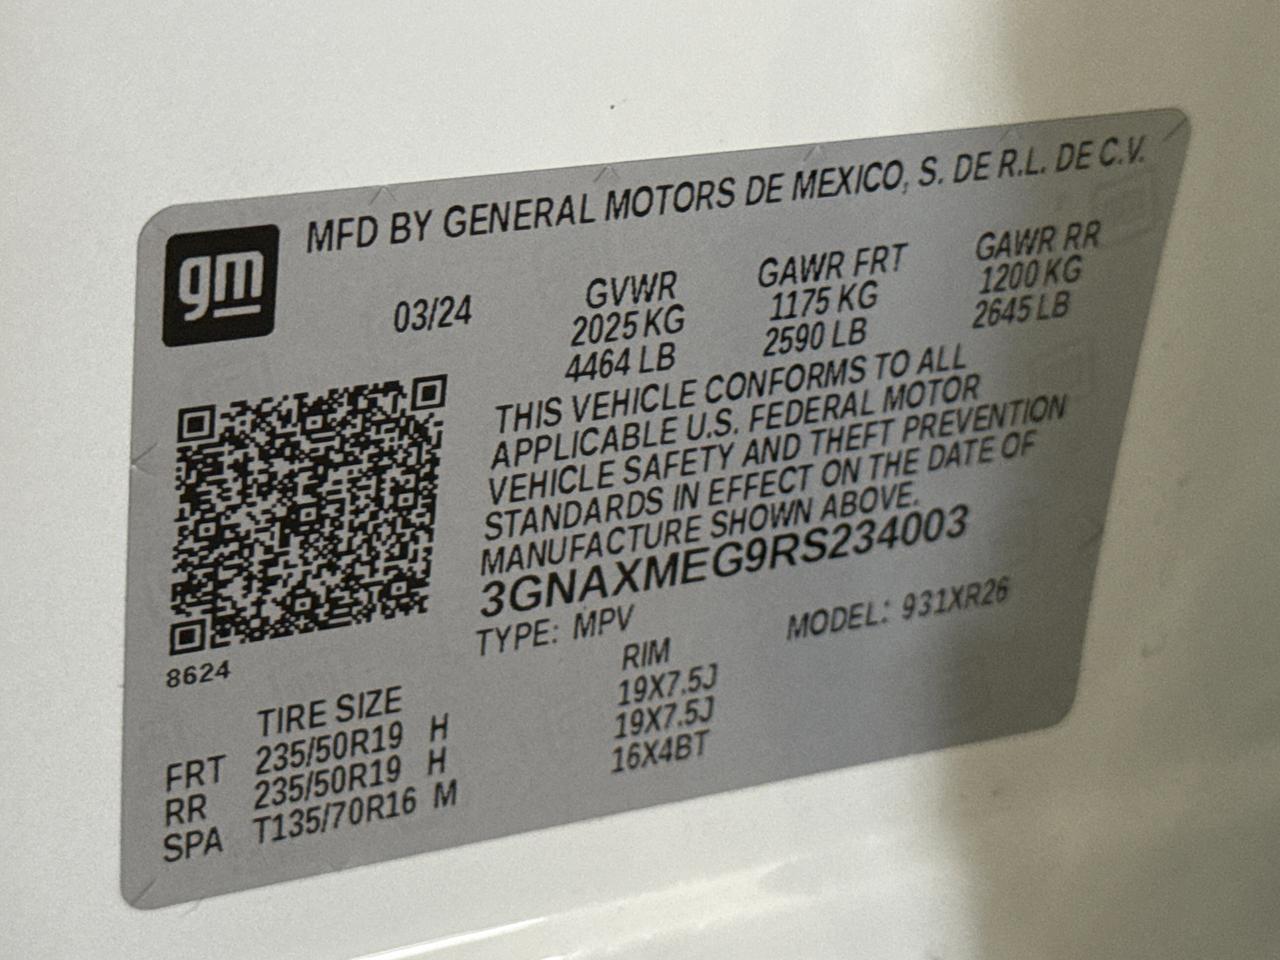 gm
MFD BY GENERAL MOTORS DE MEXICO, S. DE R.L. DE C.V.
03/24 GVWR GAWR FRT GAWR RR
2025 KG 1175 KG 1200 KG
4464 LB 2590 LB 2645 LB
THIS VEHICLE CONFORMS TO ALL
APPLICABLE U.S. FEDERAL MOTOR
VEHICLE SAFETY AND THEFT PREVENTION
STANDARDS IN EFFECT ON THE DATE OF
MANUFACTURE SHOWN ABOVE.
3GNAXMEG9RS234003
TYPE: MPV MODEL: 931XR26
8624
TIRE SIZE RIM
FRT 235/50R19 H 19X7.5J
RR 235/50R19 H 19X7.5J
SPA T135/70R16 M 16X4BT